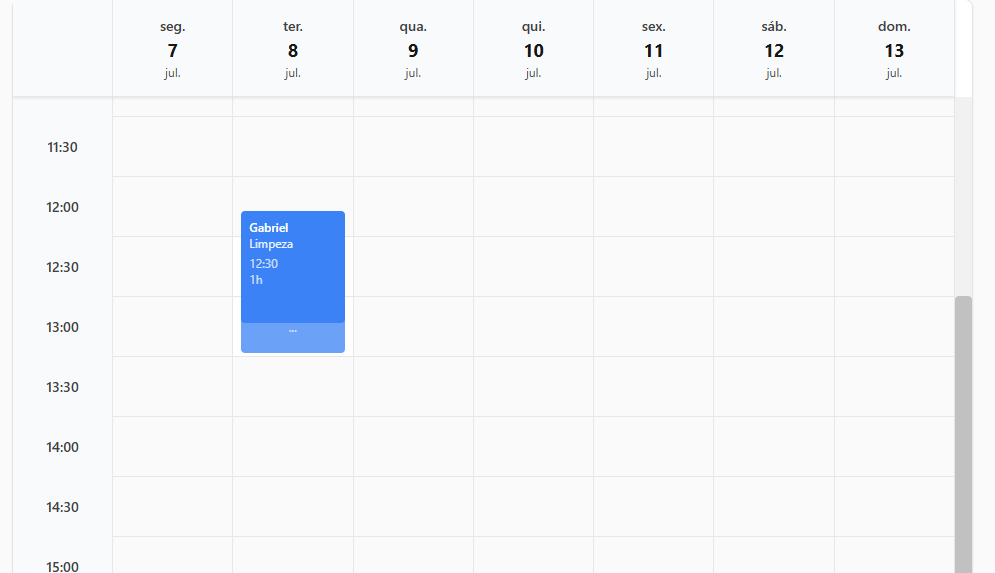 seg. ter. qua. qui. sex. sáb. dom.
7 8 9 10 11 12 13
jul. jul. jul. jul. jul. jul. jul.
11:30
12:00
Gabriel
Limpeza
12:30
1h
12:30
13:00
...
13:30
14:00
14:30
15:00